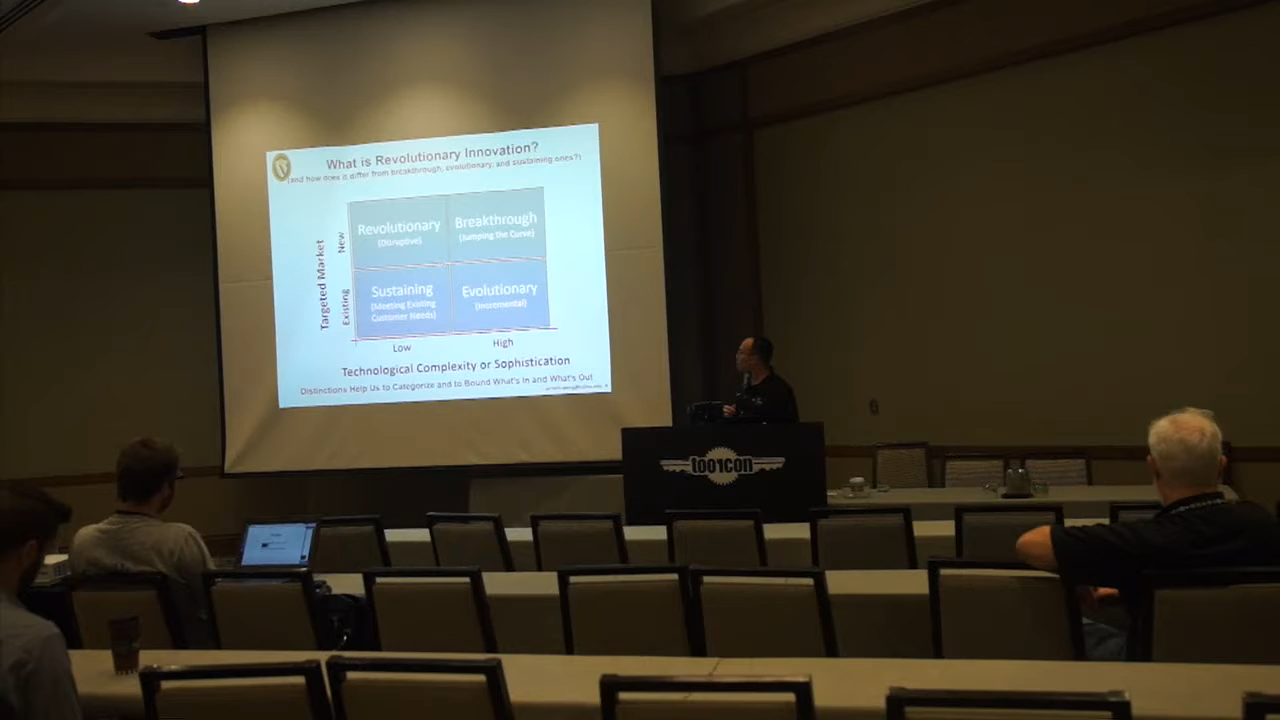 What is Revolutionary Innovation?
(and how does it differ from breakthrough, evolutionary, and sustaining ones?)
Targeted Market
New
Existing
Revolutionary
(Disruptive)
Breakthrough
(Jumping the Curve)
Sustaining
(Meeting Existing
Customer Needs)
Evolutionary
(Incremental)
Low
High
Technological Complexity or Sophistication
Distinctions Help Us to Categorize and to Bound What's In and What's Out
toorcon